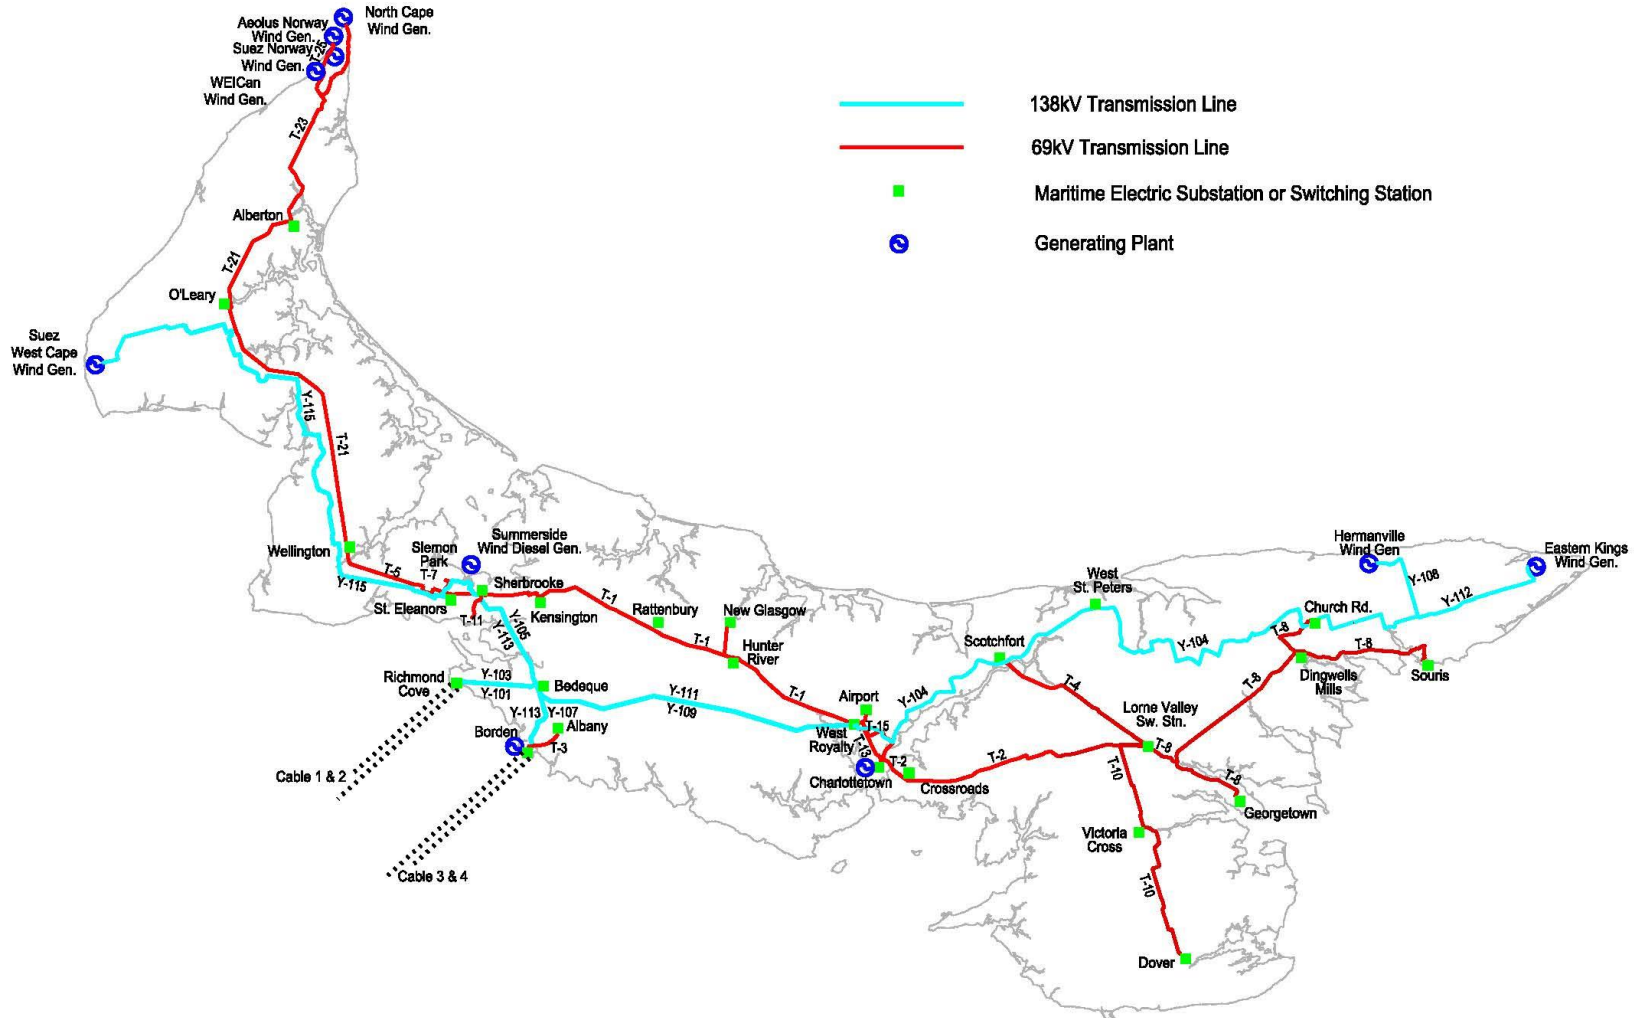 North Cape
Wind Gen.
Aeolus Norway
Wind Gen.
T-25
Suez Norway
Wind Gen.
WEICan
Wind Gen.
138kV Transmission Line
69kV Transmission Line
Maritime Electric Substation or Switching Station
Generating Plant
T-23
Alberton
T-21
O'Leary
Suez
West Cape
Wind Gen.
Y-115
T-21
Wellington
T-5
Y-115
Slemon
Park
T-7
Summerside
Wind Diesel Gen.
Sherbrooke
St. Eleanors
T-11
Kensington
Y-105
Y-113
T-1
Rattenbury
New Glasgow
T-1
Hunter
River
T-1
Richmond
Cove
Y-103
Y-101
Bedeque
Y-113
Y-107
Albany
Borden
T-3
Y-111
Y-109
Cable 1 & 2
Cable 3 & 4
Airport
T-15
West
Royalty
T-13
T-2
Charlottetown
Crossroads
Y-104
Scotchfort
West
St. Peters
T-4
T-2
Lorne Valley
Sw. Stn.
T-8
T-10
Victoria
Cross
T-10
Dover
T-8
Georgetown
T-8
Y-104
Hermanville
Wind Gen
Eastern Kings
Wind Gen.
Y-108
Y-112
Church Rd.
T-8
T-8
Dingwells
Mills
Souris